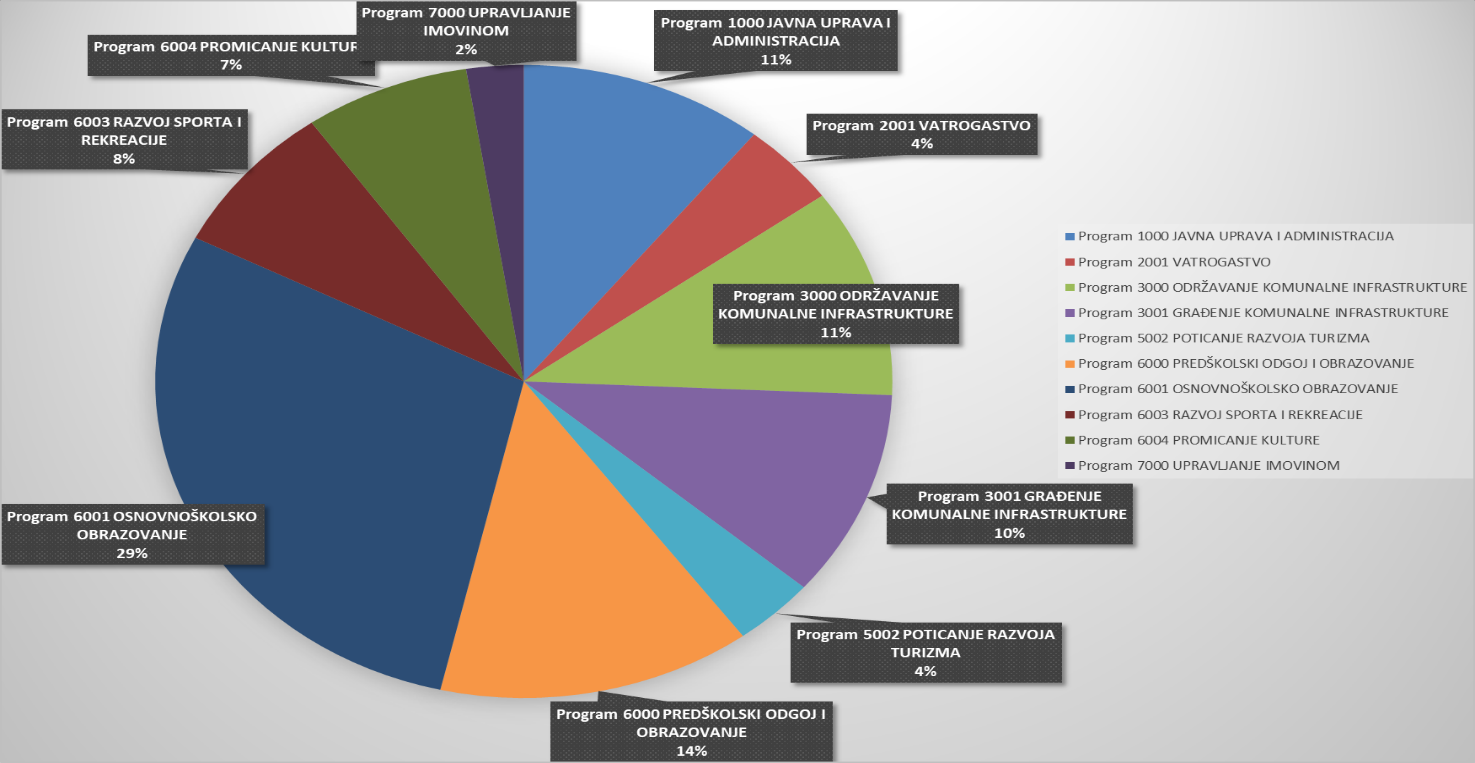 Program 7000 UPRAVLJANJE
IMOVINOM
2%
Program 1000 JAVNA UPRAVA I
ADMINISTRACIJA
11%
Program 6004 PROMICANJE KULTUR
7%
Program 6003 RAZVOJ SPORTA I
REKREACIJE
8%
Program 2001 VATROGASTVO
4%
Program 3000 ODRŽAVANJE
KOMUNALNE INFRASTRUKTURE
11%
Program 3001 GRAĐENJE
KOMUNALNE INFRASTRUKTURE
10%
Program 6001 OSNOVNOŠKOLSKO
OBRAZOVANJE
29%
Program 5002 POTICANJE RAZVOJA
TURIZMA
4%
Program 6000 PREDŠKOLSKI ODGOJ I
OBRAZOVANJE
14%
Program 1000 JAVNA UPRAVA I ADMINISTRACIJA
Program 2001 VATROGASTVO
Program 3000 ODRŽAVANJE KOMUNALNE INFRASTRUKTURE
Program 3001 GRAĐENJE KOMUNALNE INFRASTRUKTURE
Program 5002 POTICANJE RAZVOJA TURIZMA
Program 6000 PREDŠKOLSKI ODGOJ I OBRAZOVANJE
Program 6001 OSNOVNOŠKOLSKO OBRAZOVANJE
Program 6003 RAZVOJ SPORTA I REKREACIJE
Program 6004 PROMICANJE KULTURE
Program 7000 UPRAVLJANJE IMOVINOM